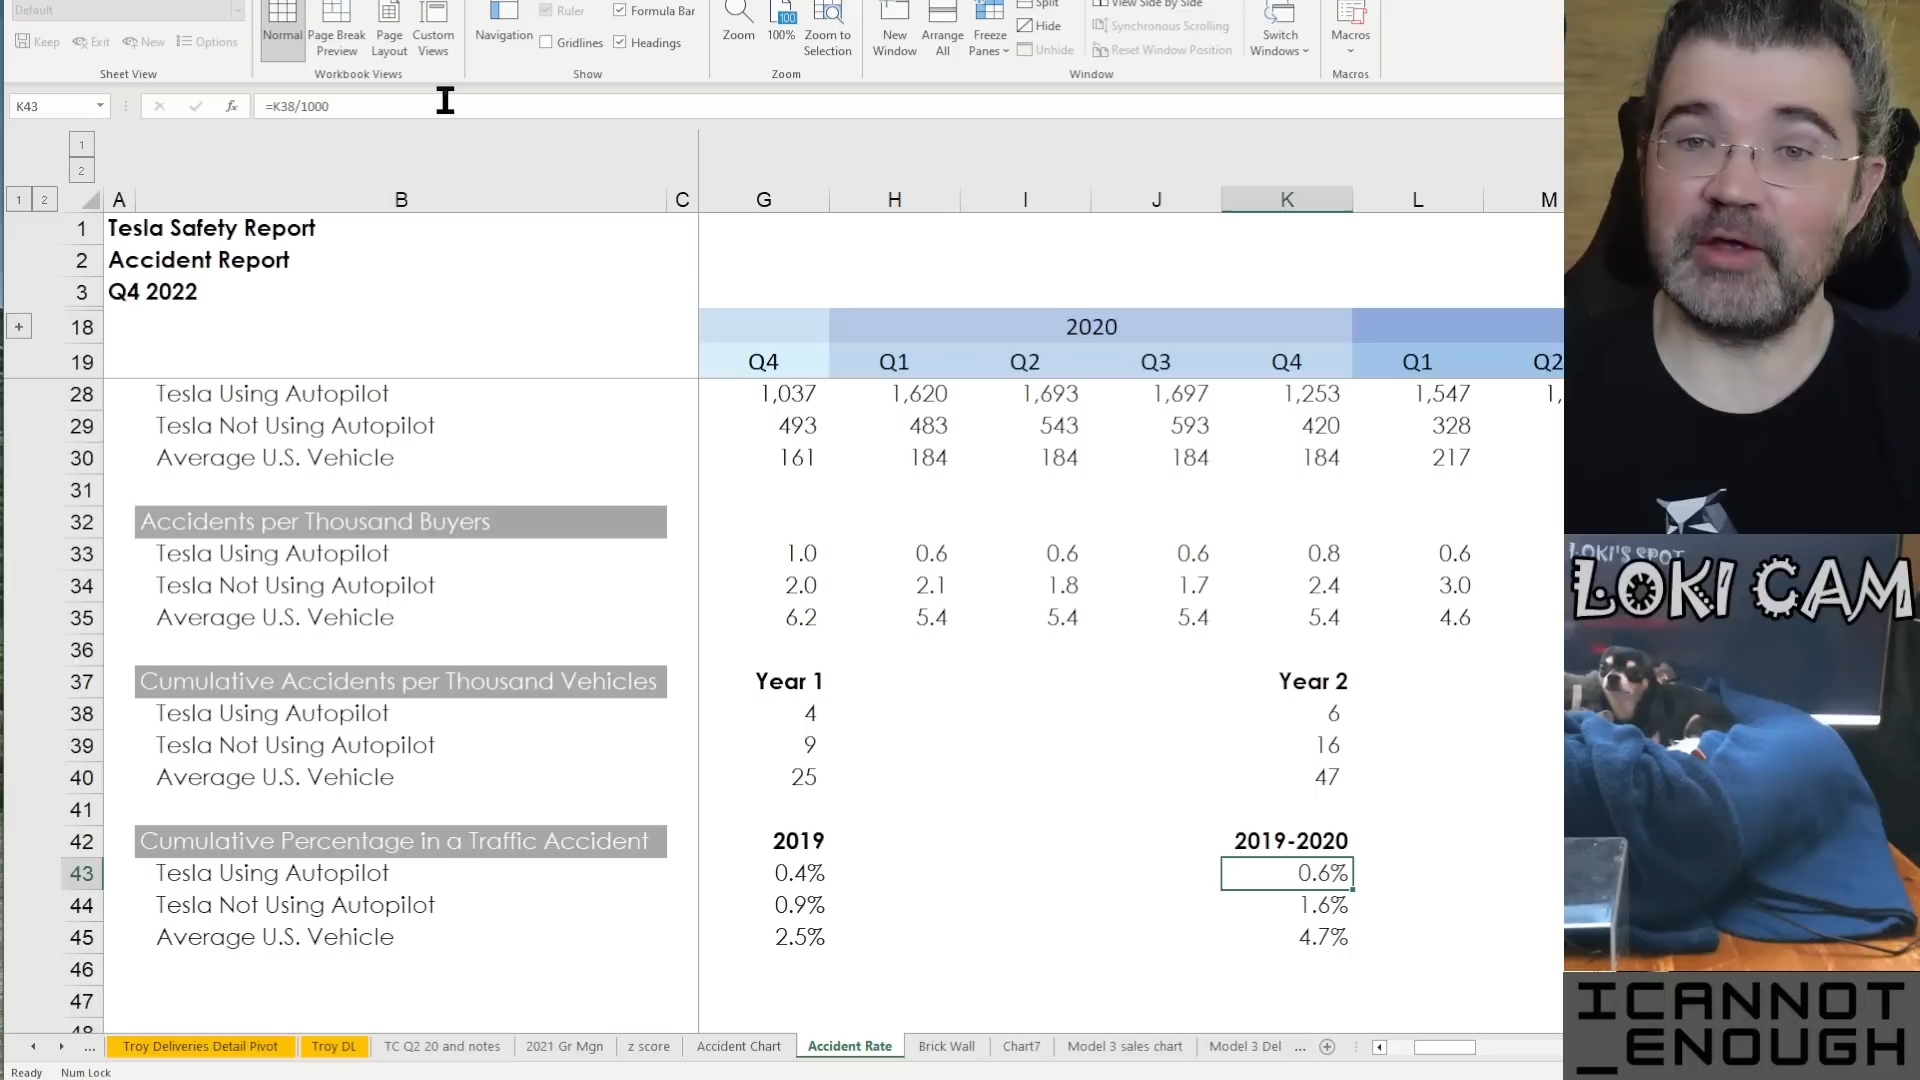 Default
Keep Exit New Options
Sheet View
Normal Page Break Preview Page Layout Custom Views
Workbook Views
Navigation
Ruler Formula Bar
Gridlines Headings
Show
Zoom 100% Zoom to Selection
100
Zoom
New Window Arrange All Freeze Panes
Split
Hide
Unhide
View Side by Side
Synchronous Scrolling
Reset Window Position
Switch Windows
Window
Macros
Macros
K43 fx =K38/1000
1
2
1 2 A B C G H I J K L M
1 Tesla Safety Report
2 Accident Report
3 Q4 2022
+ 18 2020
19 Q4 Q1 Q2 Q3 Q4 Q1 Q2
28 Tesla Using Autopilot 1,037 1,620 1,693 1,697 1,253 1,547 1,
29 Tesla Not Using Autopilot 493 483 543 593 420 328
30 Average U.S. Vehicle 161 184 184 184 184 217
31
32 Accidents per Thousand Buyers
33 Tesla Using Autopilot 1.0 0.6 0.6 0.6 0.8 0.6
34 Tesla Not Using Autopilot 2.0 2.1 1.8 1.7 2.4 3.0
35 Average U.S. Vehicle 6.2 5.4 5.4 5.4 5.4 4.6
36
37 Cumulative Accidents per Thousand Vehicles Year 1 Year 2
38 Tesla Using Autopilot 4 6
39 Tesla Not Using Autopilot 9 16
40 Average U.S. Vehicle 25 47
41
42 Cumulative Percentage in a Traffic Accident 2019 2019-2020
43 Tesla Using Autopilot 0.4% 0.6%
44 Tesla Not Using Autopilot 0.9% 1.6%
45 Average U.S. Vehicle 2.5% 4.7%
46
47
48
... Troy Deliveries Detail Pivot Troy DL TC Q2 20 and notes 2021 Gr Mgn z score Accident Chart Accident Rate Brick Wall Chart7 Model 3 sales chart Model 3 Del ...
Ready Num Lock
LOKI'S SPOT
LOKI CAM
ICANNOT
_ENOUGH